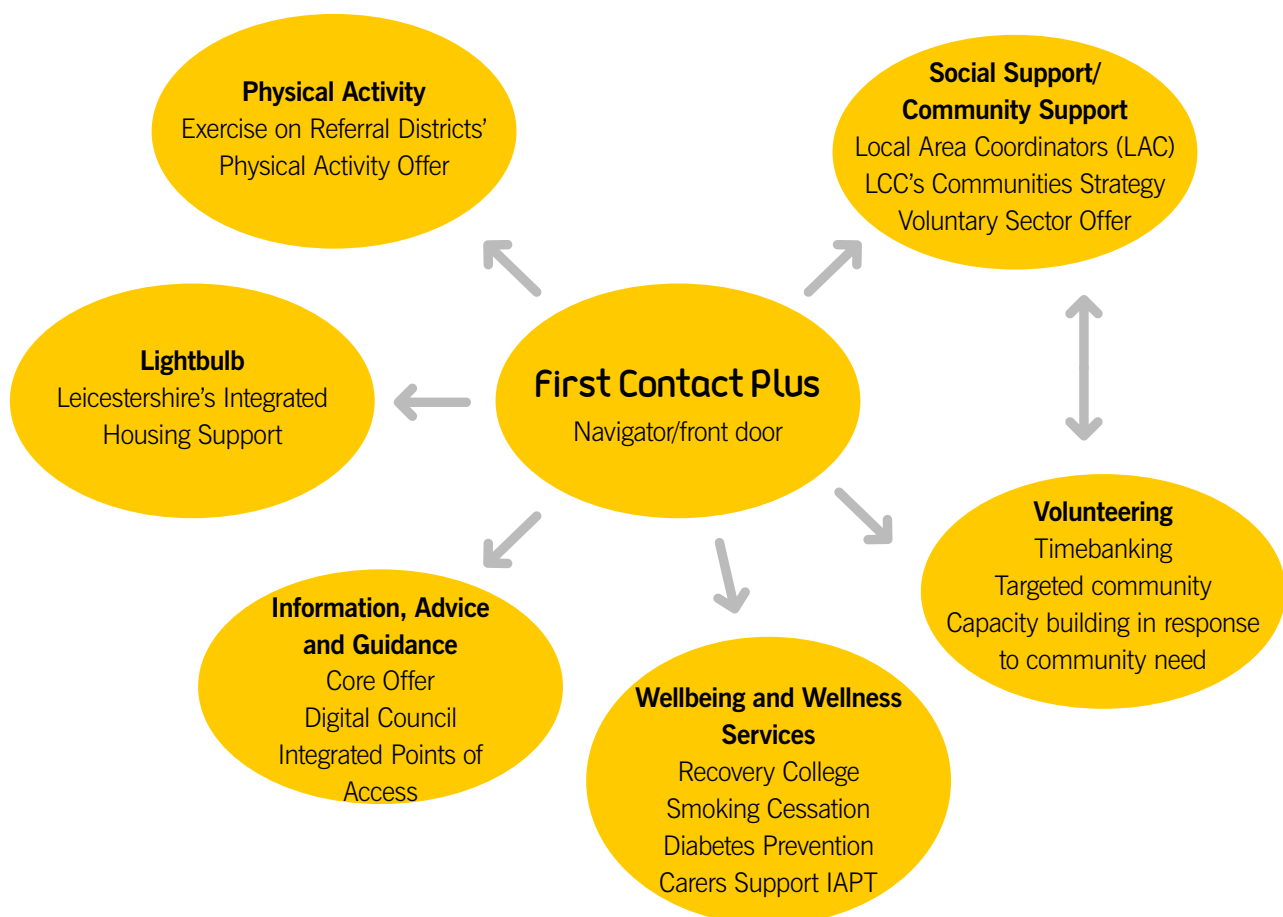 Physical Activity
Exercise on Referral Districts'
Physical Activity Offer
Social Support/
Community Support
Local Area Coordinators (LAC)
LCC's Communities Strategy
Voluntary Sector Offer
Lightbulb
Leicestershire's Integrated
Housing Support
First Contact Plus
Navigator/front door
Volunteering
Timebanking
Targeted community
Capacity building in response
to community need
Information, Advice
and Guidance
Core Offer
Digital Council
Integrated Points of
Access
Wellbeing and Wellness
Services
Recovery College
Smoking Cessation
Diabetes Prevention
Carers Support IAPT